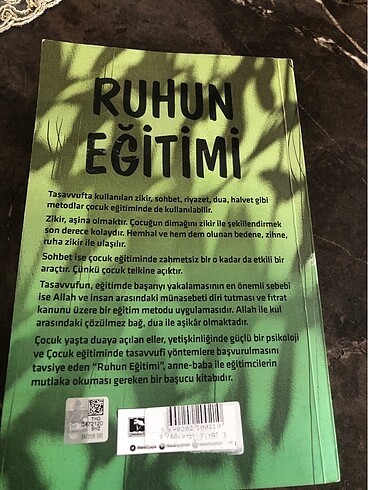 RUHUN
EĞİTİMİ
Tasavvufta kullanılan zikir, sohbet, riyazet, dua, halvet gibi
metodlar çocuk eğitiminde de kullanılabilir.
Zikir, aşina olmaktır. Çocuğun dimağını zikir ile şekillendirmek
son derece kolaydır. Hemhal ve hem dem olunan bedene, zihne,
ruha zikir ile ulaşılır.
Sohbet ise çocuk eğitiminde zahmetsiz bir o kadar da etkili bir
araçtır. Çünkü çocuk telkine açıktır.
Tasavvufun, eğitimde başarıyı yakalamasının en önemli sebebi
ise Allah ve insan arasındaki münasebeti diri tutması ve fıtrat
kanunu üzere bir eğitim metodu uygulamasıdır. Allah ile kul
arasındaki çözülmez bağ, dua ile aşikâr olmaktadır.
Çocuk yaşta duaya açılan eller, yetişkinliğinde güçlü bir psikoloji
ve Çocuk eğitiminde tasavvufi yöntemlere başvurulmasını
tavsiye eden "Ruhun Eğitimi", anne-baba ile eğitimcilerin
mutlaka okuması gereken bir başucu kitabıdır.